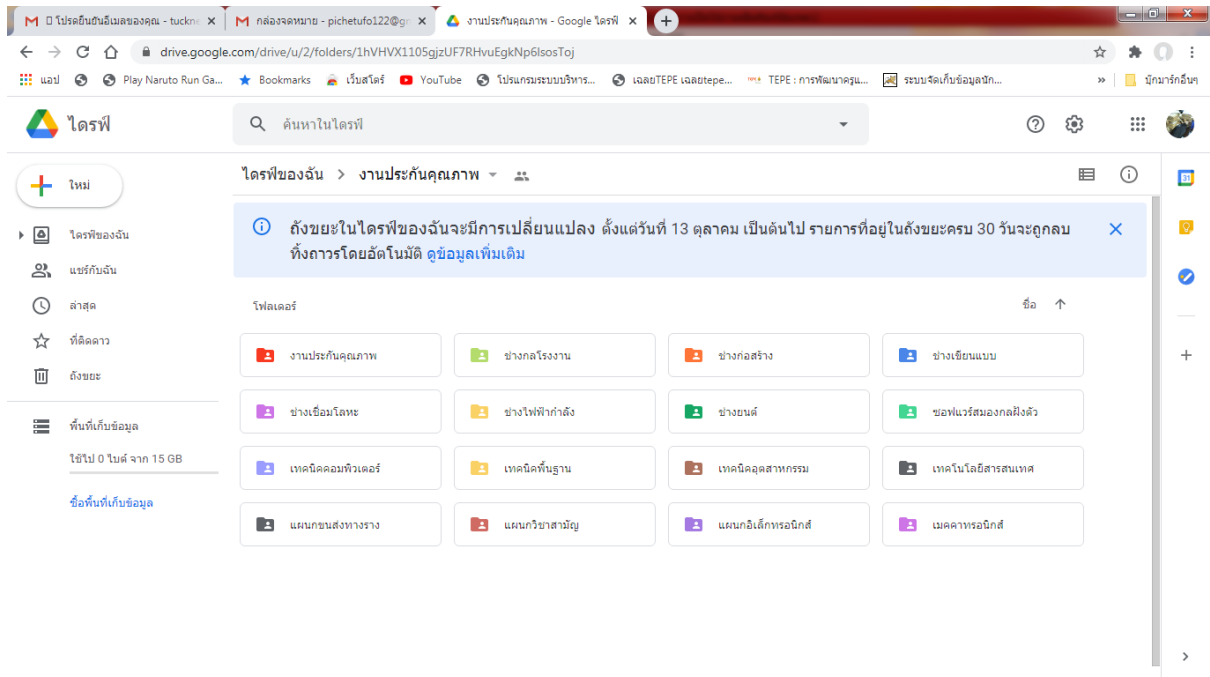 โปรดยืนยันอีเมลของคุณ - tuckne
กล่องจดหมาย - pichetufo122@gm
งานประกันคุณภาพ - Google ไดรฟ์
drive.google.com/drive/u/2/folders/1hVHVX1105gjzUF7RHvuEgkNp6lsosToj
แอป
Play Naruto Run Ga...
Bookmarks
เว็บสโตร์
YouTube
โปรแกรมระบบบริหาร...
เฉลยTEPE เฉลยtepe...
TEPE : การพัฒนาครูแ...
ระบบจัดเก็บข้อมูลนัก...
»
บุ๊กมาร์กอื่นๆ
ไดรฟ์
ค้นหาในไดรฟ์
ใหม่
ไดรฟ์ของฉัน
แชร์กับฉัน
ล่าสุด
ที่ติดดาว
ถังขยะ
พื้นที่เก็บข้อมูล
ใช้ไป 0 ไบต์ จาก 15 GB
ซื้อพื้นที่เก็บข้อมูล
ไดรฟ์ของฉัน > งานประกันคุณภาพ
ถังขยะในไดรฟ์ของฉันจะมีการเปลี่ยนแปลง ตั้งแต่วันที่ 13 ตุลาคม เป็นต้นไป รายการที่อยู่ในถังขยะครบ 30 วันจะถูกลบ
ทิ้งถาวรโดยอัตโนมัติ ดูข้อมูลเพิ่มเติม
โฟลเดอร์
ชื่อ
งานประกันคุณภาพ
ช่างกลโรงงาน
ช่างก่อสร้าง
ช่างเขียนแบบ
ช่างเชื่อมโลหะ
ช่างไฟฟ้ากำลัง
ช่างยนต์
ซอฟแวร์สมองกลฝังตัว
เทคนิคคอมพิวเตอร์
เทคนิคพื้นฐาน
เทคนิคอุตสาหกรรม
เทคโนโลยีสารสนเทศ
แผนกขนส่งทางราง
แผนกวิชาสามัญ
แผนกอิเล็กทรอนิกส์
เมคคาทรอนิกส์
31